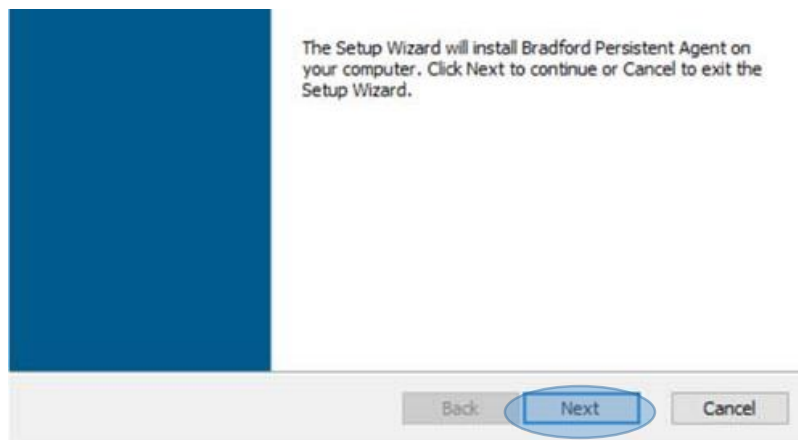 The Setup Wizard will install Bradford Persistent Agent on
your computer. Click Next to continue or Cancel to exit the
Setup Wizard.
Back Next Cancel